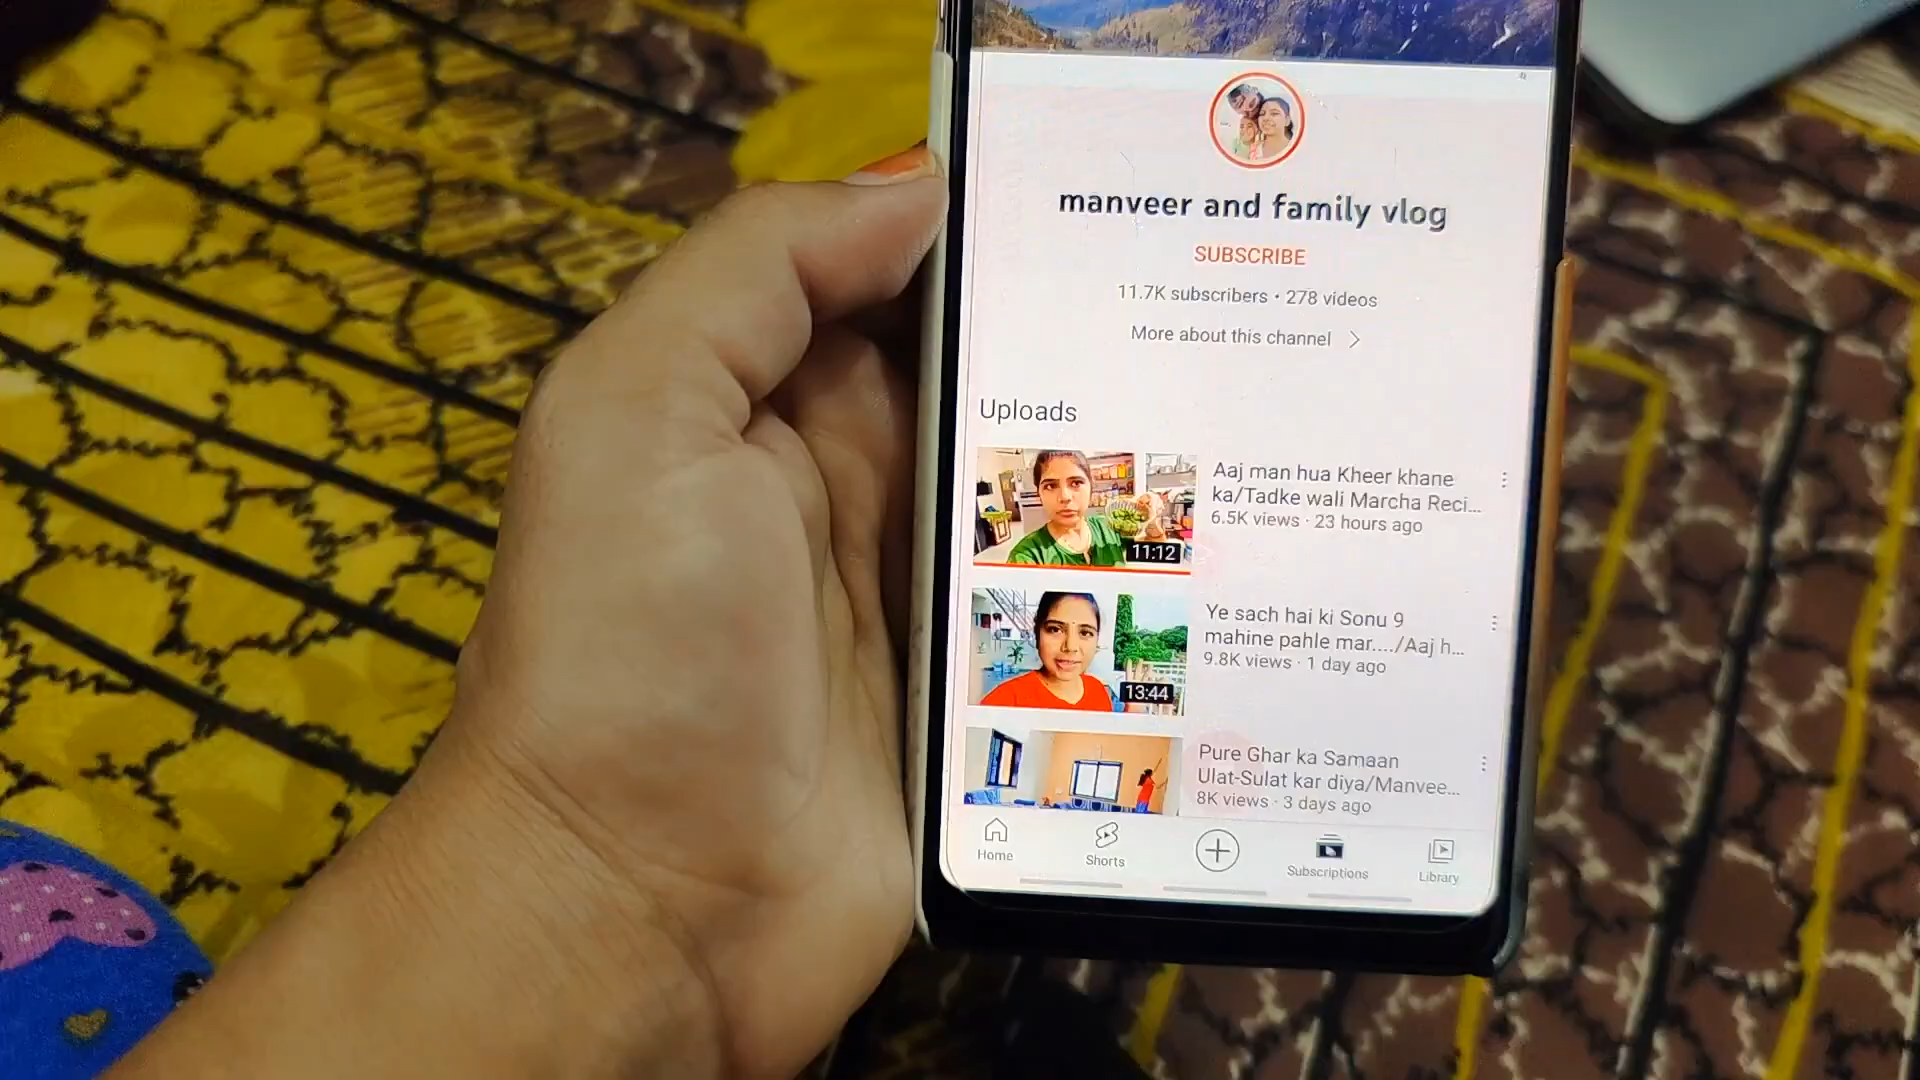 manveer and family vlog
SUBSCRIBE
11.7K subscribers • 278 videos
More about this channel
Uploads
Aaj man hua Kheer khane
ka/Tadke wali Marcha Reci...
6.5K views · 23 hours ago
11:12
Ye sach hai ki Sonu 9
mahine pahle mar..../Aaj h...
9.8K views · 1 day ago
13:44
Pure Ghar ka Samaan
Ulat-Sulat kar diya/Manvee...
8K views · 3 days ago
Home
Shorts
Subscriptions
Library